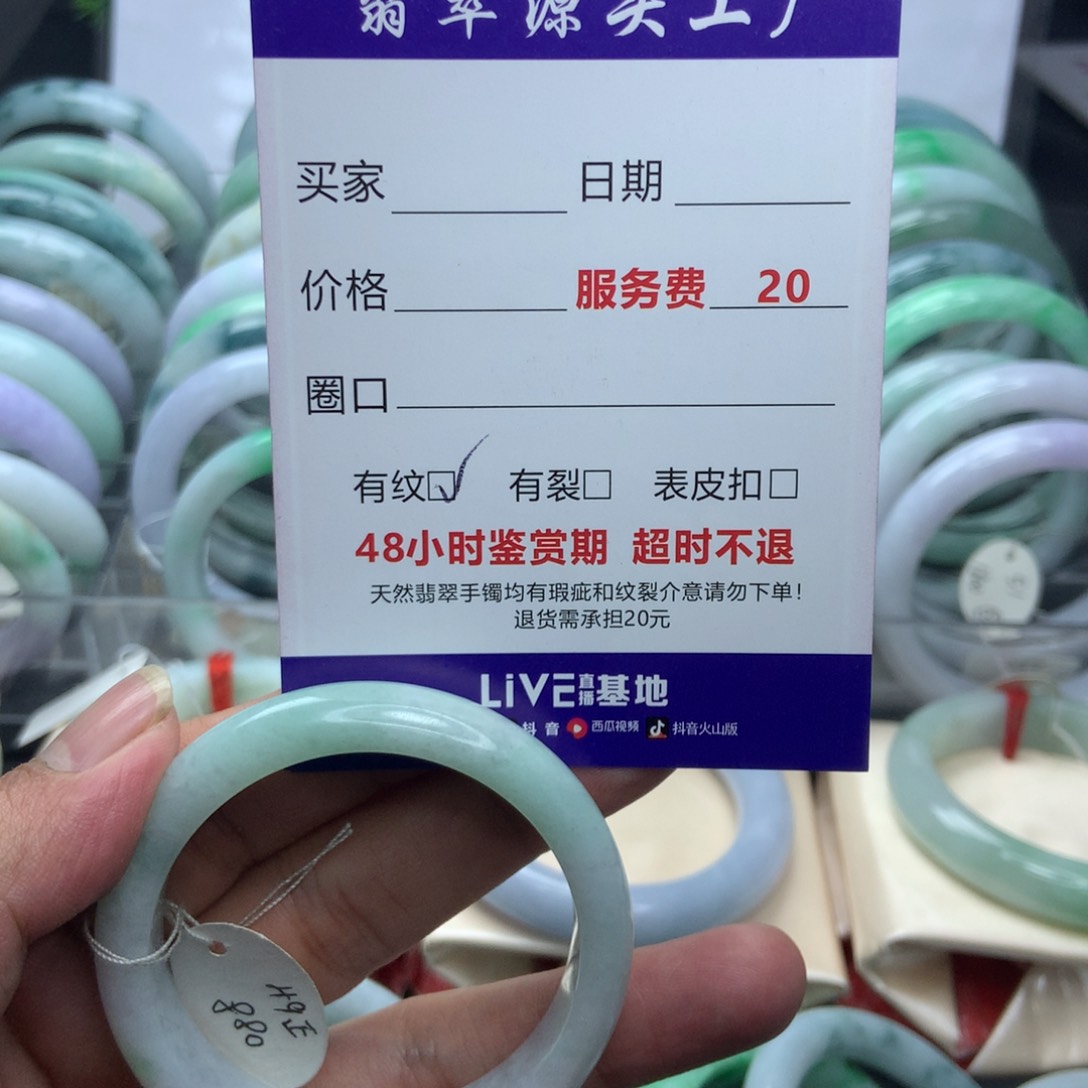 翡翠源头工厂
买家 日期
价格 服务费 20
圈口
有纹☑ 有裂□ 表皮扣□
48小时鉴赏期 超时不退
天然翡翠手镯均有瑕疵和纹裂介意请勿下单！
退货需承担20元
LiVE直播基地
抖音 西瓜视频 抖音火山版